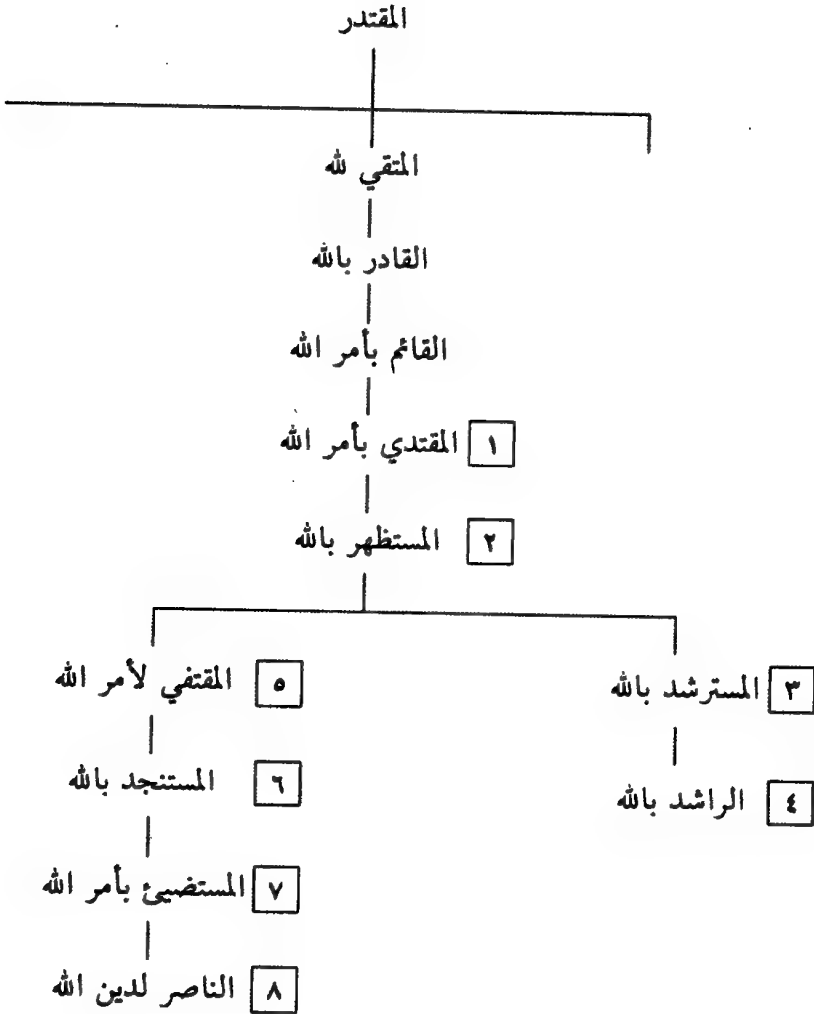 المقتدر
المتقي لله
القادر بالله
القائم بأمر الله
١ المقتدي بأمر الله
٢ المستظهر بالله
٣ المسترشد بالله
٤ الراشد بالله
٥ المقتفي لأمر الله
٦ المستنجد بالله
٧ المستضيئ بأمر الله
٨ الناصر لدين الله